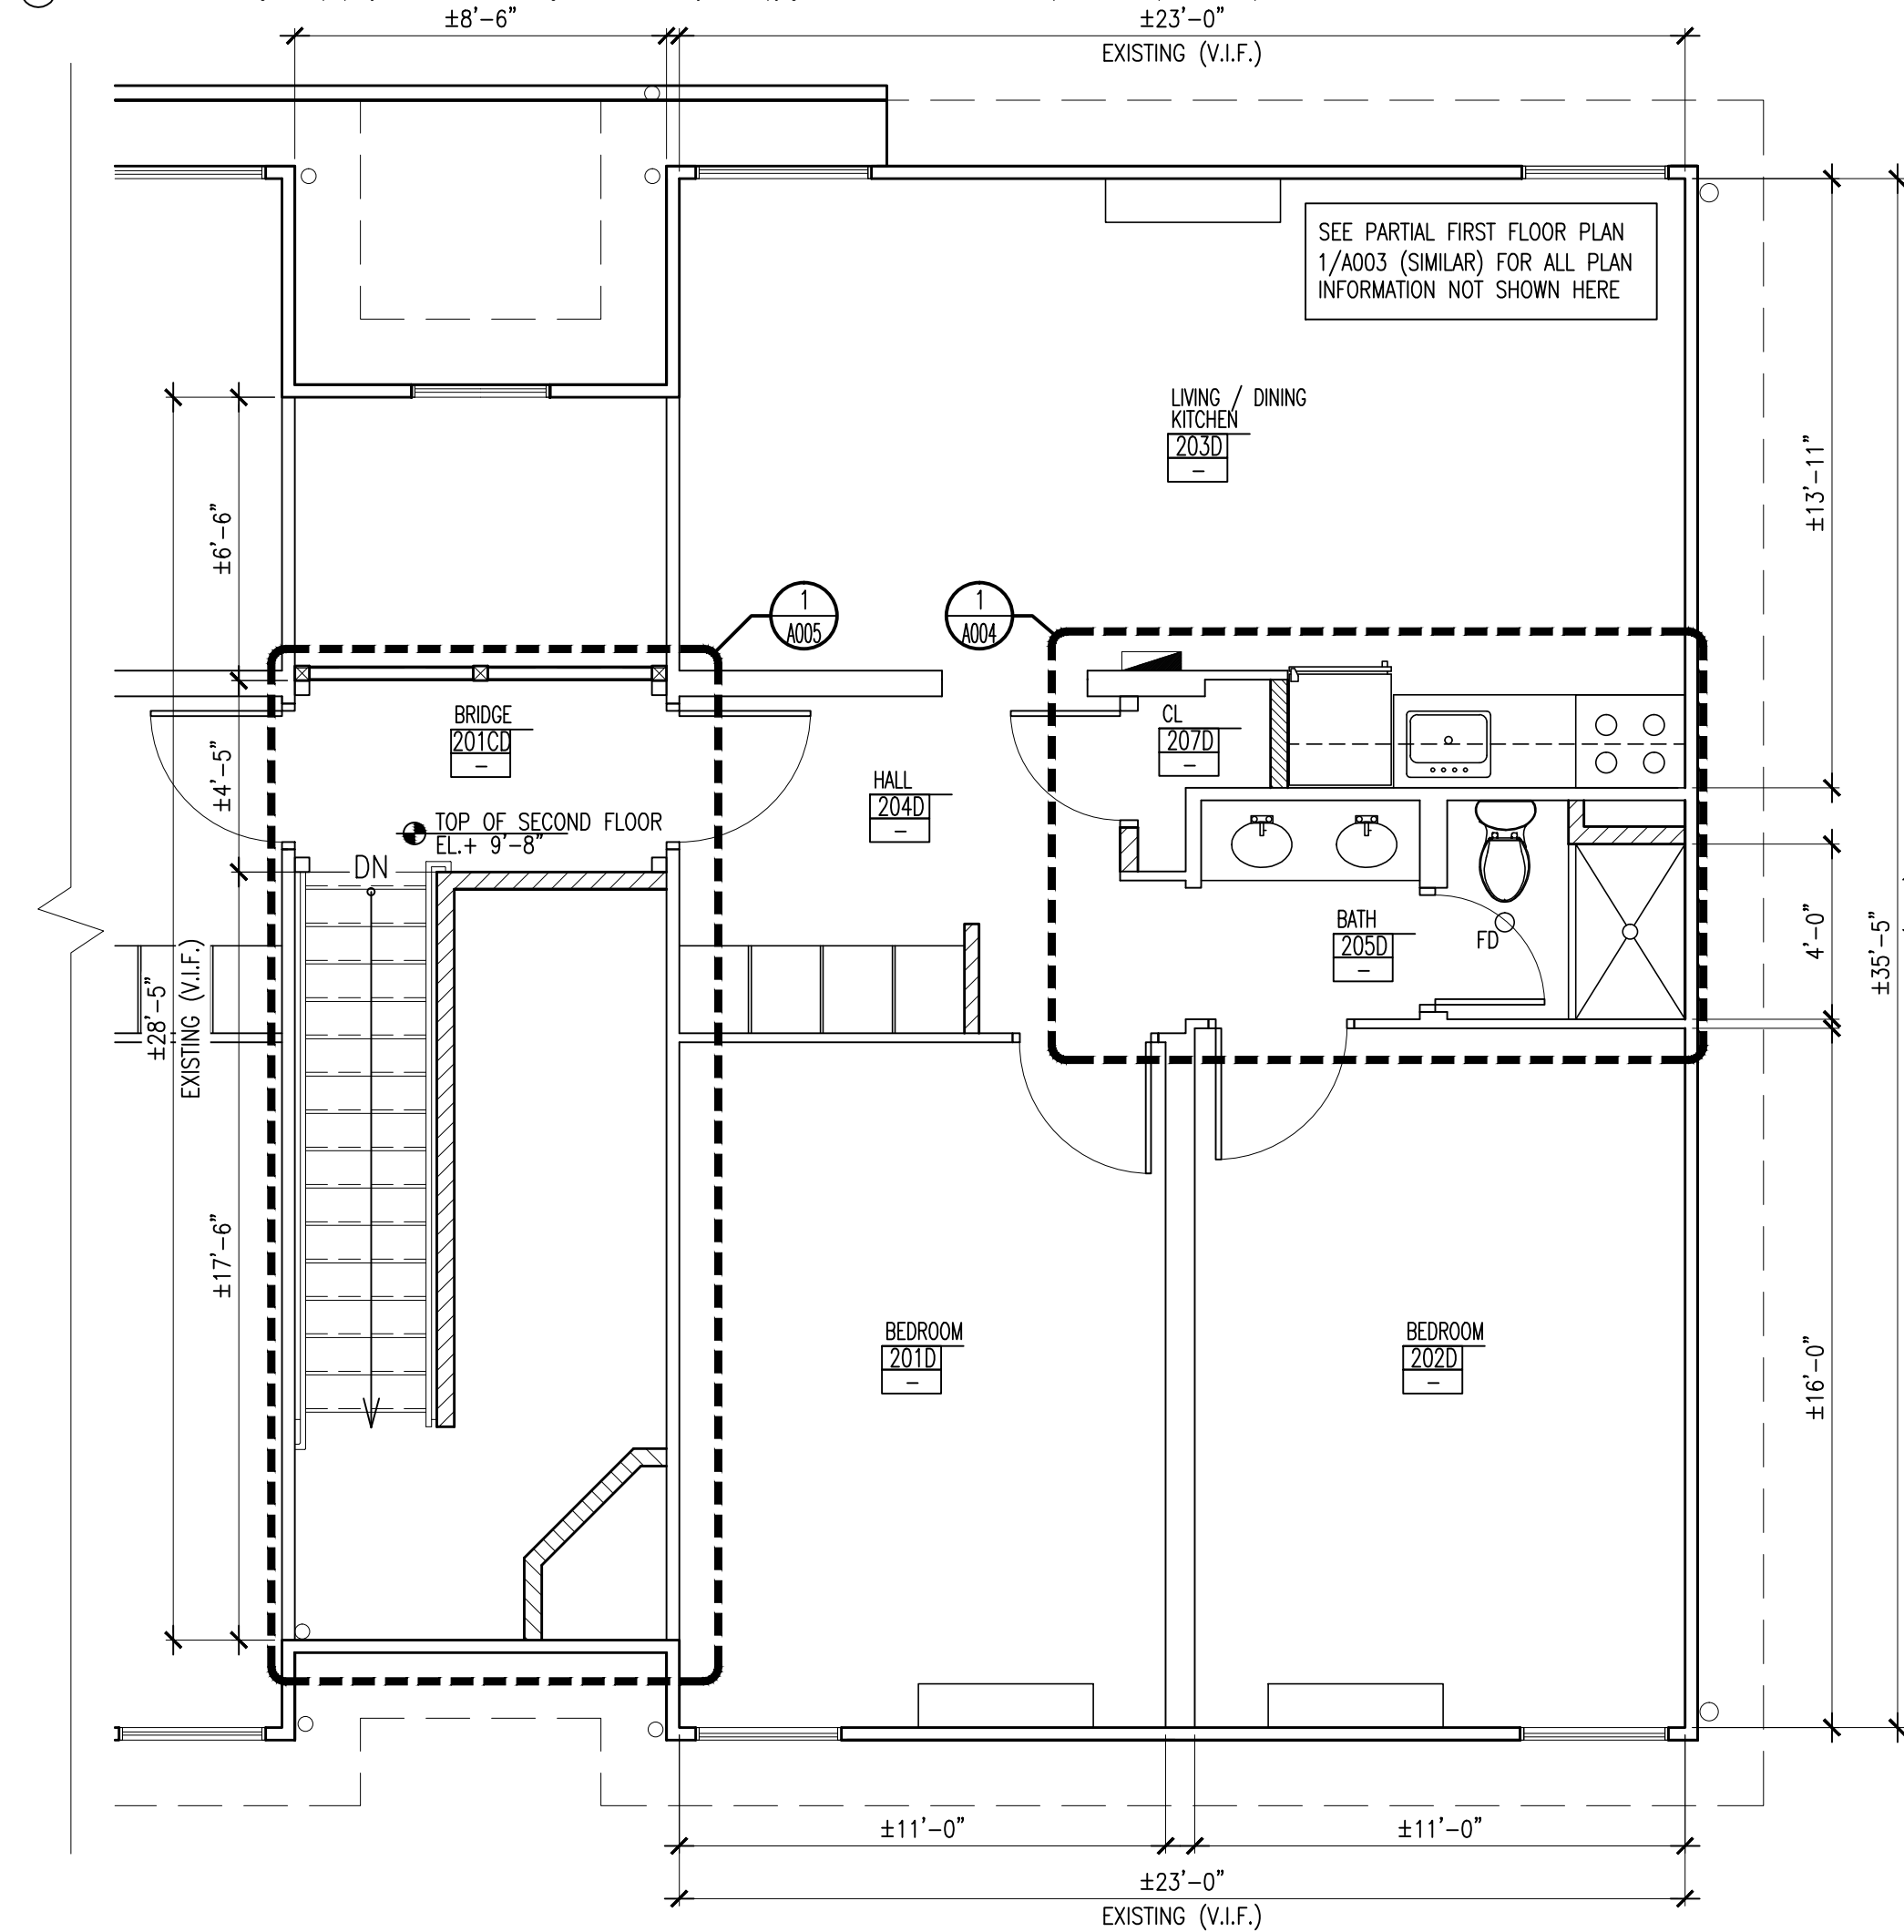 ±8'-6"
±23'-0"
EXISTING (V.I.F.)
SEE PARTIAL FIRST FLOOR PLAN
1/A003 (SIMILAR) FOR ALL PLAN
INFORMATION NOT SHOWN HERE
LIVING / DINING
KITCHEN
203D
-
±13'-11"
±6'-6"
1
A005
1
A004
BRIDGE
201CD
-
CL
207D
-
±4'-5"
HALL
204D
-
TOP OF SECOND FLOOR
EL.+ 9'-8"
DN
BATH
205D
-
FD
4'-0"
±35'-5"
±28'-5"
EXISTING (V.I.F.)
±17'-6"
BEDROOM
201D
-
BEDROOM
202D
-
±16'-0"
±11'-0"
±11'-0"
±23'-0"
EXISTING (V.I.F.)